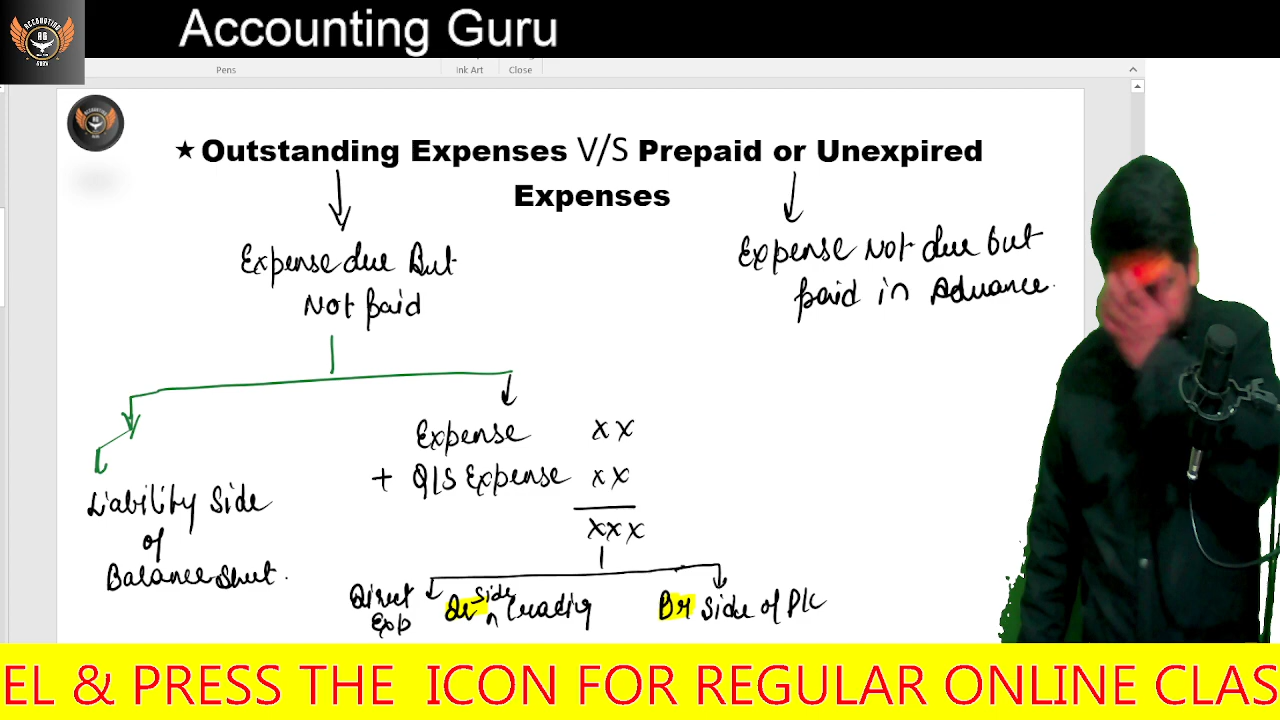 Accounting Guru
Pens
Ink Art
Close
★ Outstanding Expenses V/S Prepaid or Unexpired
Expenses
Expense due But
Not paid
Expense Not due but
paid in Advance.
Expense XX
+ O/S Expense XX
XXX
Liability Side
of
Balance Sheet.
Direct
Exp
Dr side Trading
Dr Side of P/L
EL & PRESS THE ICON FOR REGULAR ONLINE CLAS